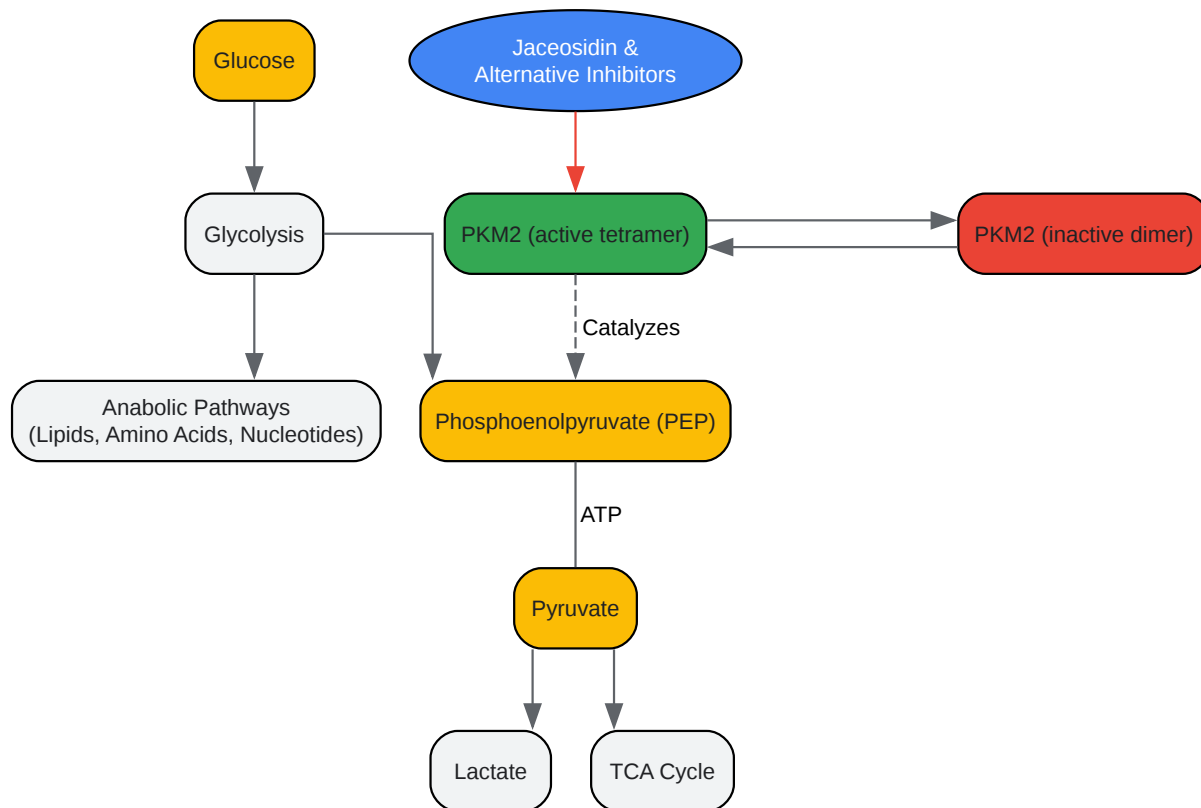 Glucose
Jaceosidin &
Alternative Inhibitors
Glycolysis
PKM2 (active tetramer)
PKM2 (inactive dimer)
Catalyzes
Anabolic Pathways
(Lipids, Amino Acids, Nucleotides)
Phosphoenolpyruvate (PEP)
ATP
Pyruvate
Lactate
TCA Cycle